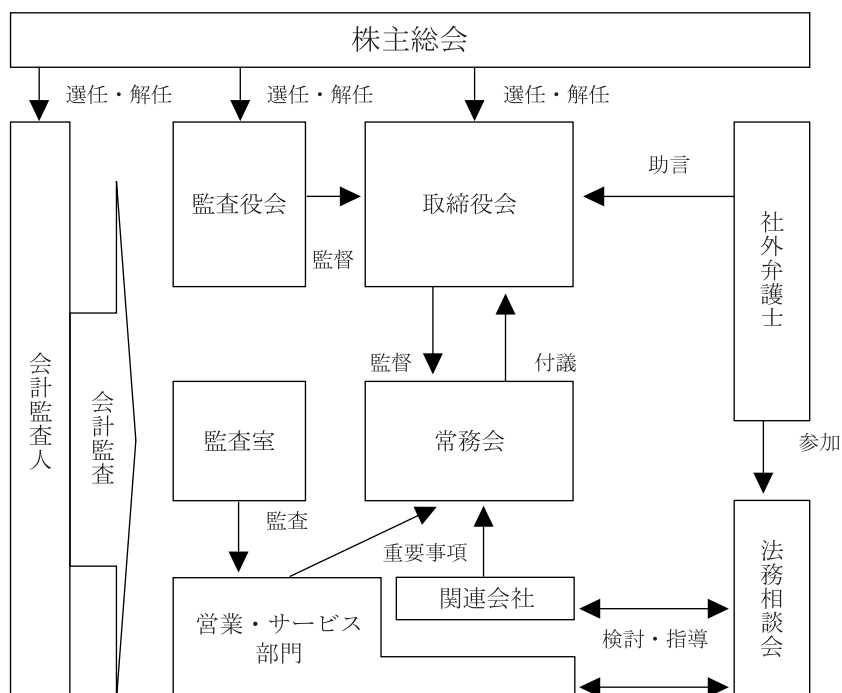 株主総会
選任・解任
選任・解任
選任・解任
監査役会
取締役会
助言
社外弁護士
監督
監督
付議
会計監査人
会計監査
監査室
常務会
参加
監査
重要事項
関連会社
法務相談会
営業・サービス
部門
検討・指導